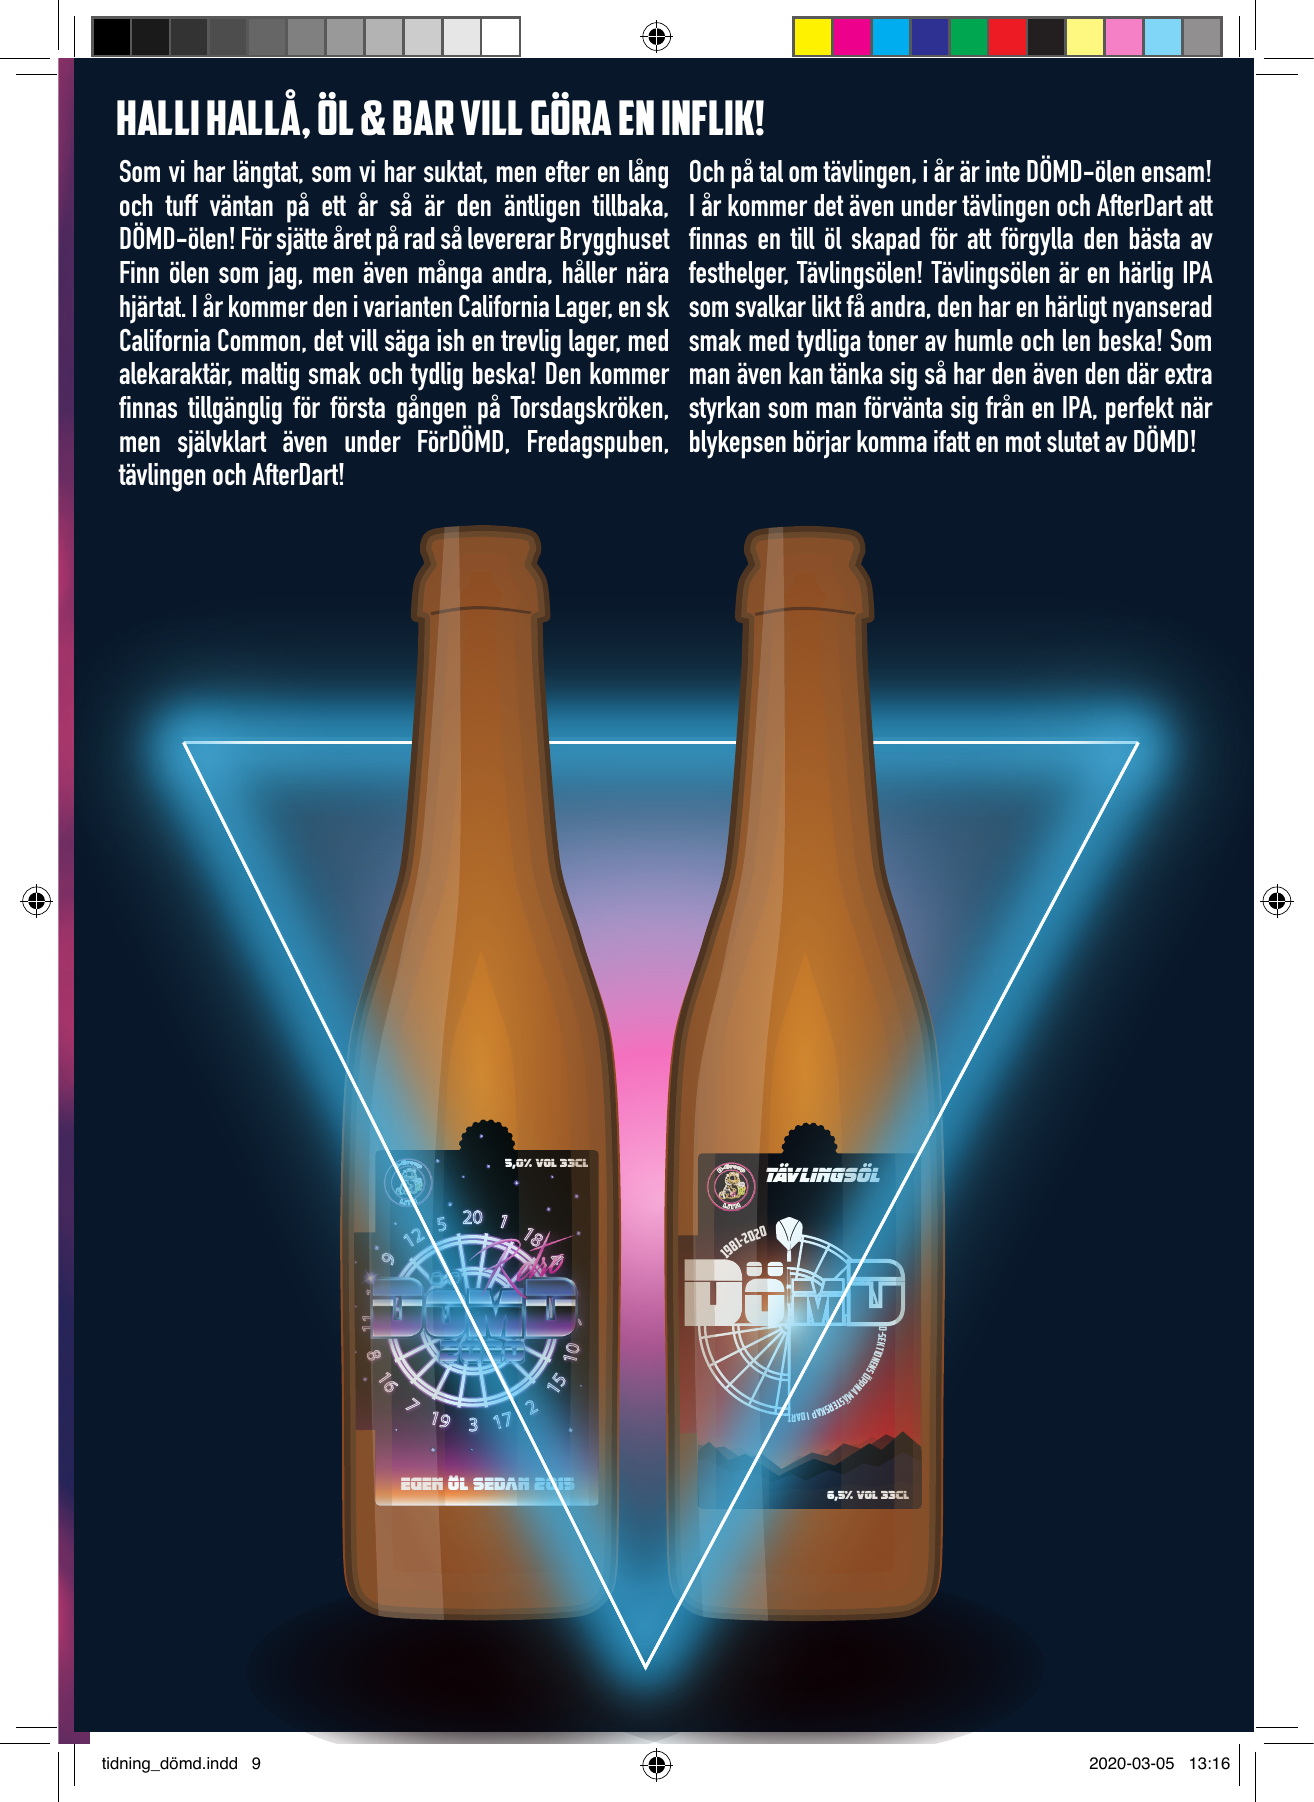 HALLI HALLÅ, ÖL & BAR VILL GÖRA EN INFLIK!
Som vi har längtat, som vi har suktat, men efter en lång
och tuff väntan på ett år så är den äntligen tillbaka,
DÖMD-ölen! För sjätte året på rad så levererar Brygghuset
Finn ölen som jag, men även många andra, håller nära
hjärtat. I år kommer den i varianten California Lager, en sk
California Common, det vill säga ish en trevlig lager, med
alekaraktär, maltig smak och tydlig beska! Den kommer
finnas tillgänglig för första gången på Torsdagskröken,
men självklart även under FörDÖMD, Fredagspuben,
tävlingen och AfterDart!
Och på tal om tävlingen, i år är inte DÖMD-ölen ensam!
I år kommer det även under tävlingen och AfterDart att
finnas en till öl skapad för att förgylla den bästa av
festhelger, Tävlingsölen! Tävlingsölen är en härlig IPA
som svalkar likt få andra, den har en härligt nyanserad
smak med tydliga toner av humle och len beska! Som
man även kan tänka sig så har den även den där extra
styrkan som man förvänta sig från en IPA, perfekt när
blykepsen börjar komma ifatt en mot slutet av DÖMD!
5,0% VOL 33CL
20
1
18
5
12
9
11
8
16
7
19
3
17
2
15
10
Retro
DÖMD
2020
EGEN ÖL SEDAN 2015
TÄVLINGSÖL
1981-2020
DÖMD
D-SEKTIONENS ÖPPNA MÄSTERSKAP I DART
6,5% VOL 33CL
tidning_dömd.indd 9
2020-03-05 13:16